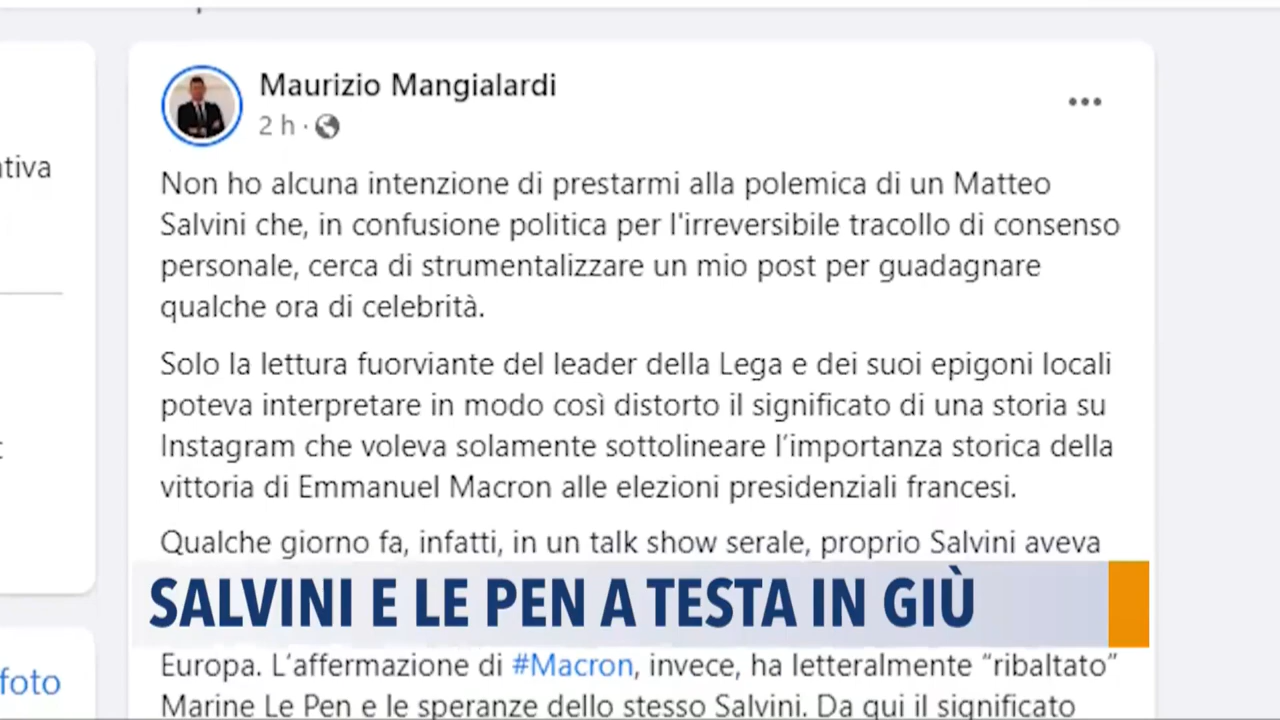 Maurizio Mangialardi
2 h ·
Non ho alcuna intenzione di prestarmi alla polemica di un Matteo
Salvini che, in confusione politica per l'irreversibile tracollo di consenso
personale, cerca di strumentalizzare un mio post per guadagnare
qualche ora di celebrità.
Solo la lettura fuorviante del leader della Lega e dei suoi epigoni locali
poteva interpretare in modo così distorto il significato di una storia su
Instagram che voleva solamente sottolineare l’importanza storica della
vittoria di Emmanuel Macron alle elezioni presidenziali francesi.
Qualche giorno fa, infatti, in un talk show serale, proprio Salvini aveva
SALVINI E LE PEN A TESTA IN GIÙ
Europa. L’affermazione di #Macron, invece, ha letteralmente “ribaltato”
Marine Le Pen e le speranze dello stesso Salvini. Da qui il significato
foto